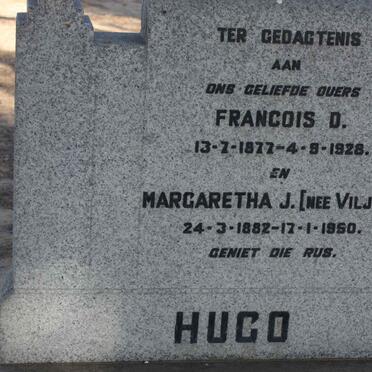 TER GEDAGTENIS
AAN
ONS GELIEFDE OUERS
FRANCOIS D.
13-7-1877-4-9-1928.
EN
MARGARETHA J. [NEE VILJ
24-3-1882-17-1-1950.
GENIET DIE RUS.
HUGO